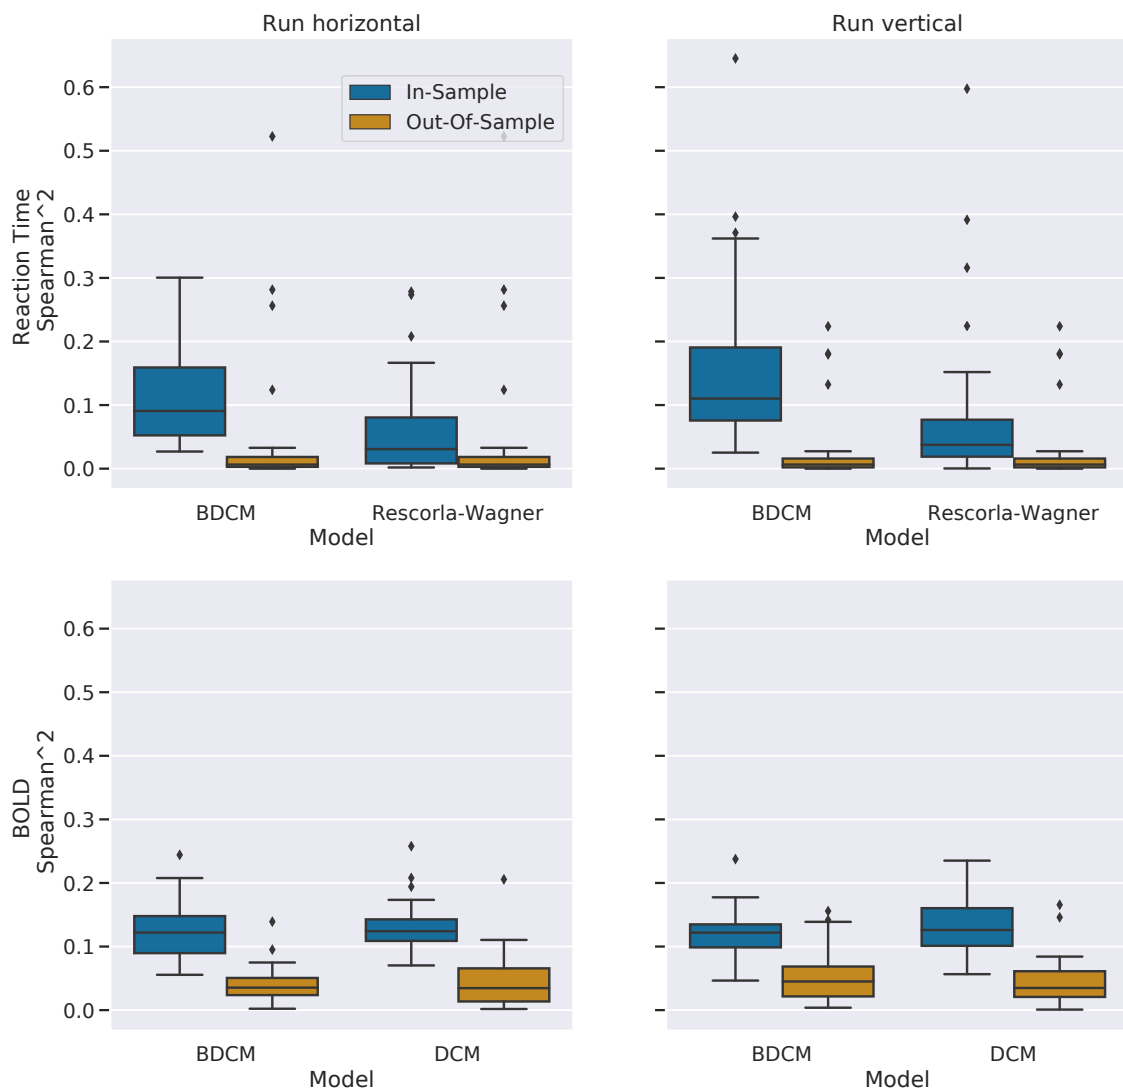 Run horizontal
Run vertical
In-Sample
Out-Of-Sample
Reaction Time
Spearman^2
0.6
0.5
0.4
0.3
0.2
0.1
0.0
BDCM
Rescorla-Wagner
Model
BDCM
Rescorla-Wagner
Model
BOLD
Spearman^2
0.6
0.5
0.4
0.3
0.2
0.1
0.0
BDCM
DCM
Model
BDCM
DCM
Model